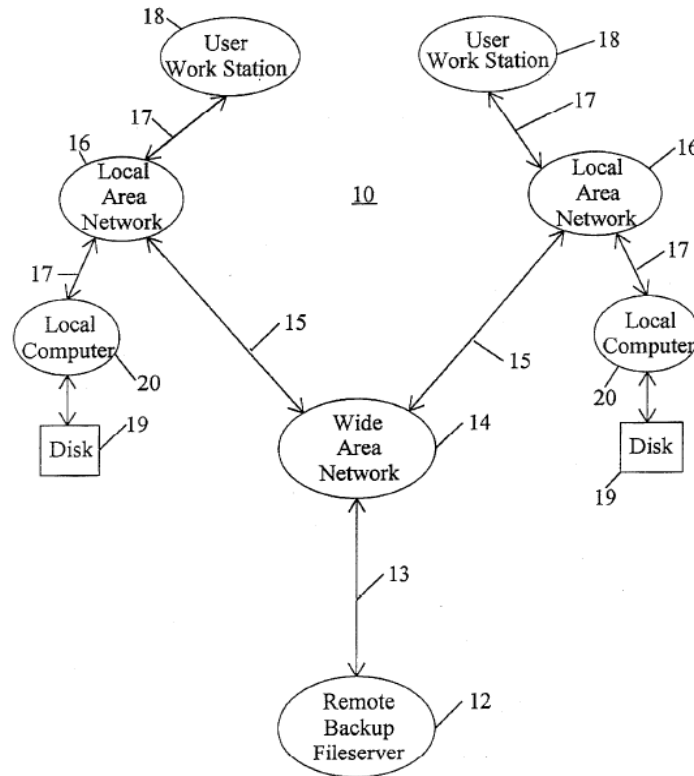 18
User
Work Station
User
Work Station
18
17
17
16
Local
Area
Network
10
Local
Area
Network
16
17
17
Local
Computer
20
15
15
Local
Computer
20
Disk
19
Wide
Area
Network
14
Disk
19
13
Remote
Backup
Fileserver
12